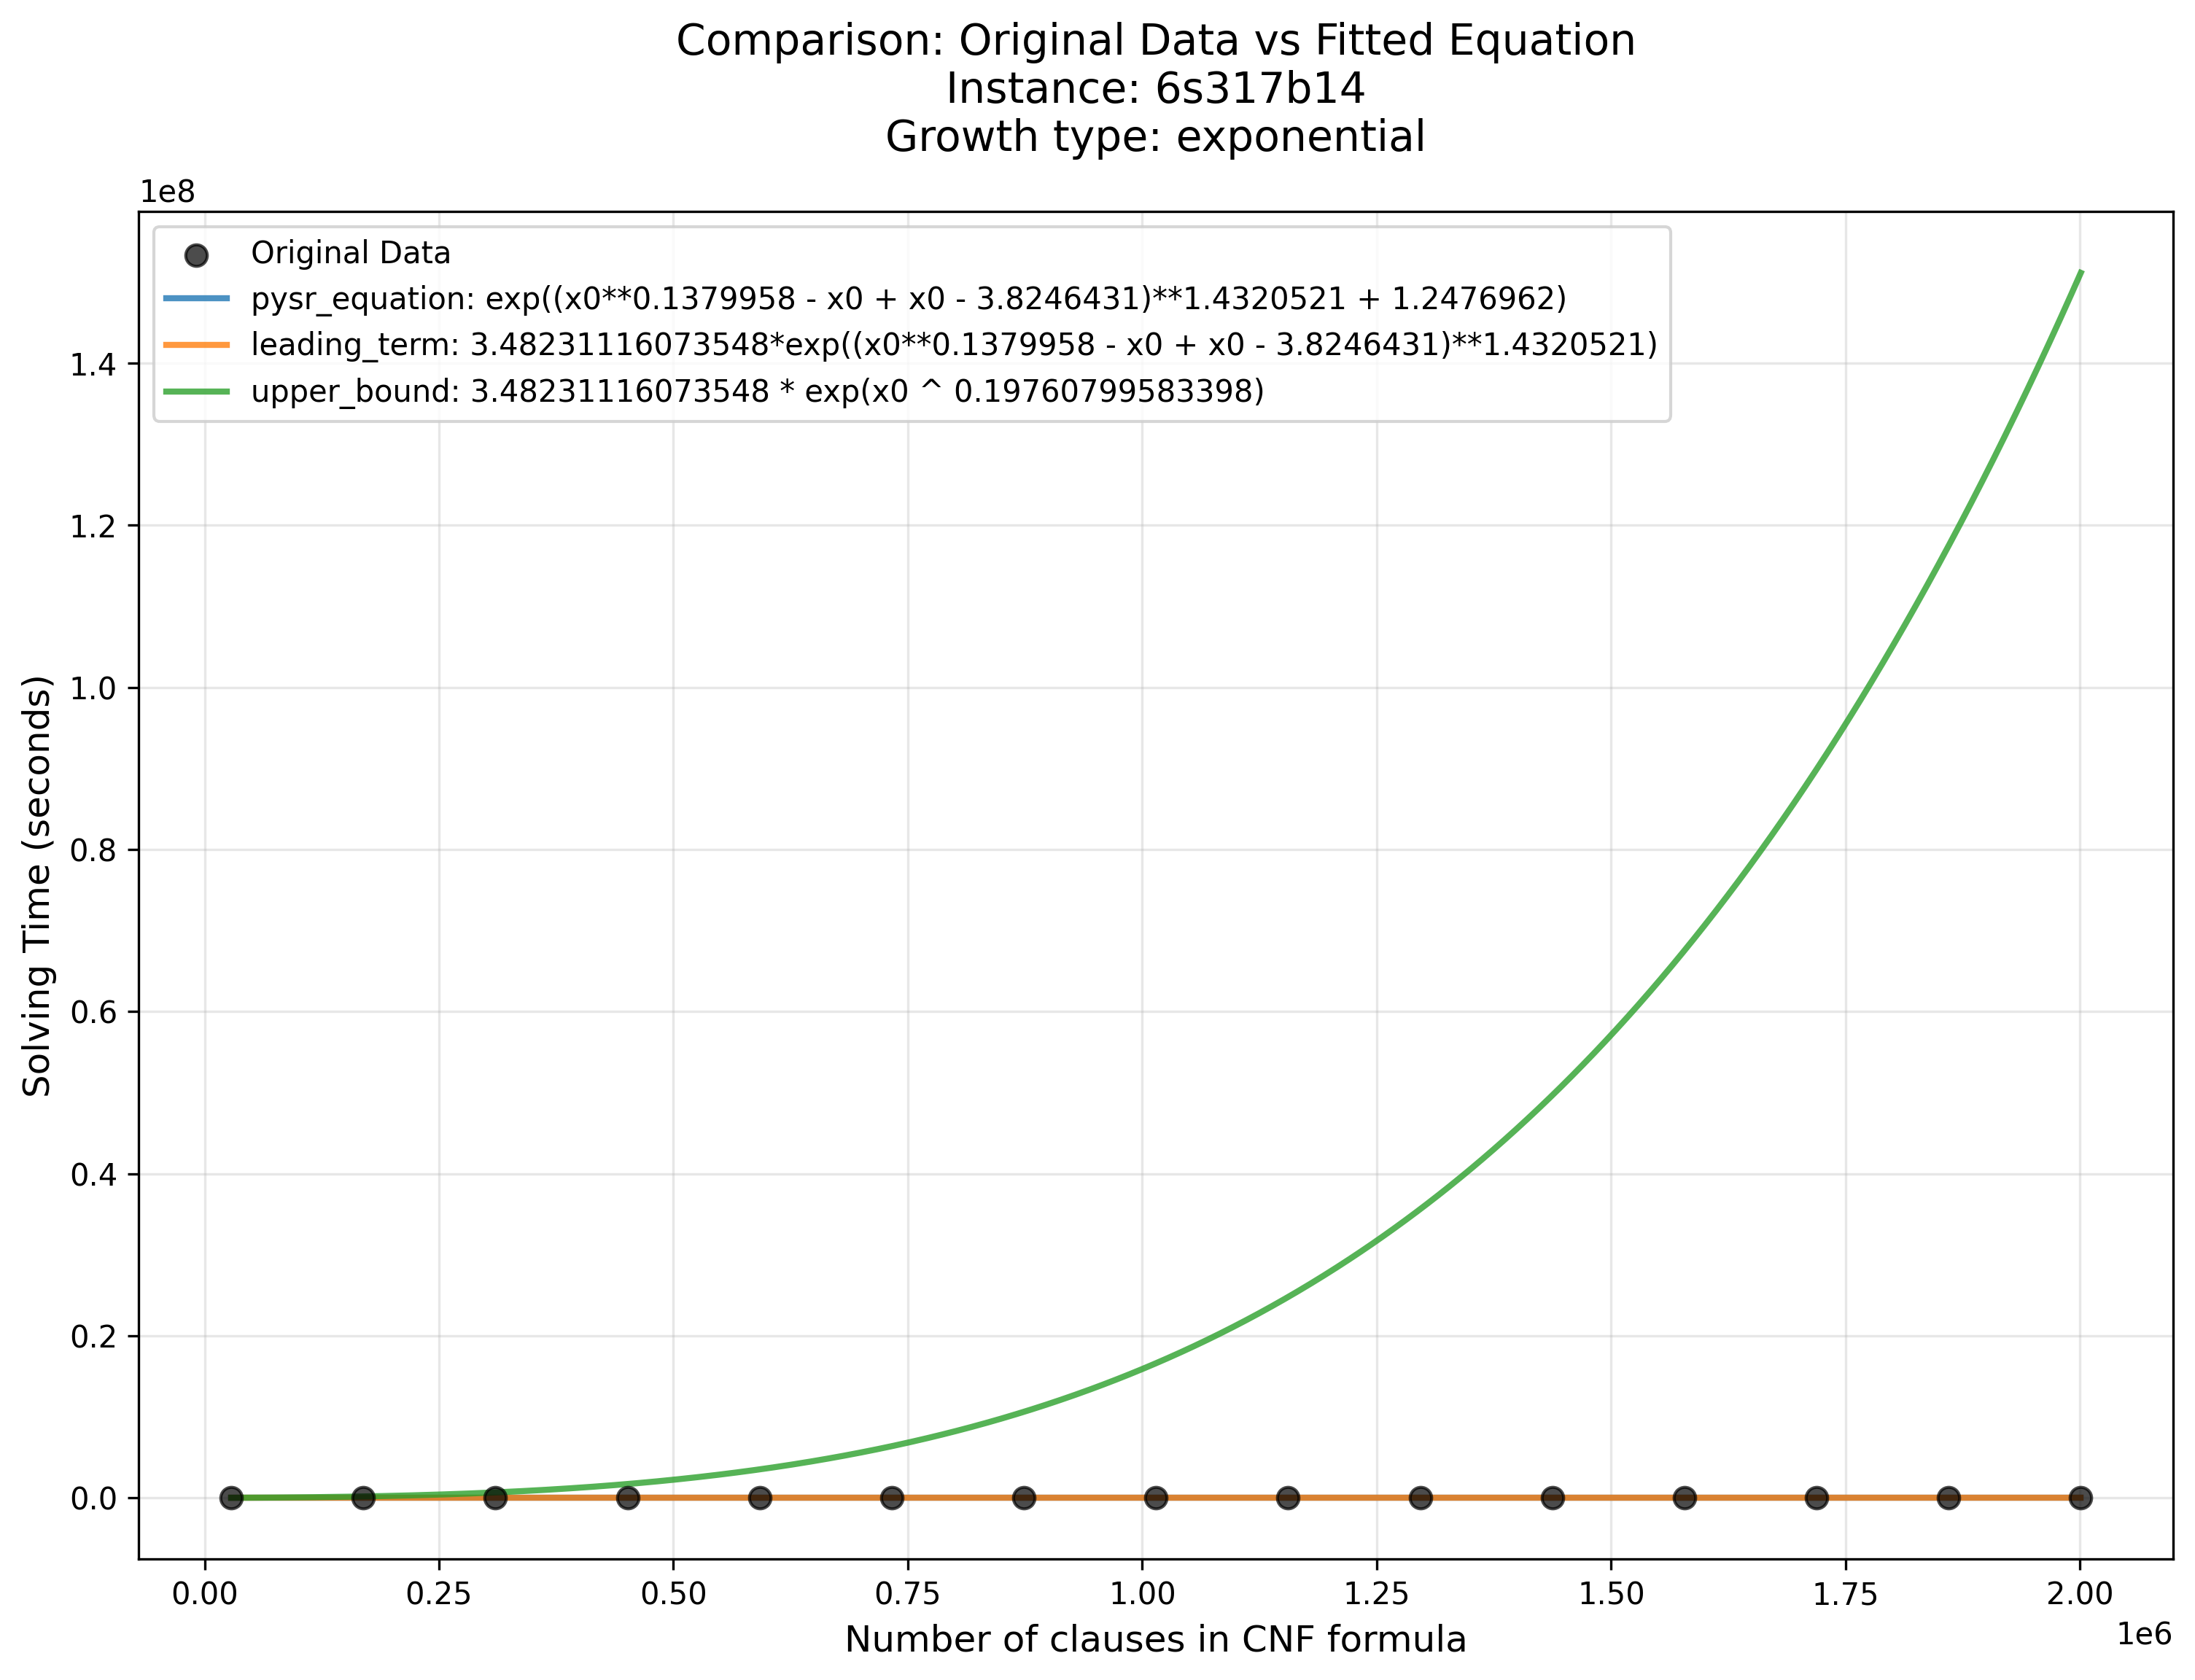 Comparison: Original Data vs Fitted Equation
Instance: 6s317b14
Growth type: exponential
1e8
Original Data
pysr_equation: exp((x0**0.1379958 - x0 + x0 - 3.8246431)**1.4320521 + 1.2476962)
leading_term: 3.48231116073548*exp((x0**0.1379958 - x0 + x0 - 3.8246431)**1.4320521)
upper_bound: 3.48231116073548 * exp(x0 ^ 0.19760799583398)
1.4
1.2
1.0
0.8
0.6
0.4
0.2
0.0
Solving Time (seconds)
0.00 0.25 0.50 0.75 1.00 1.25 1.50 1.75 2.00
1e6
Number of clauses in CNF formula